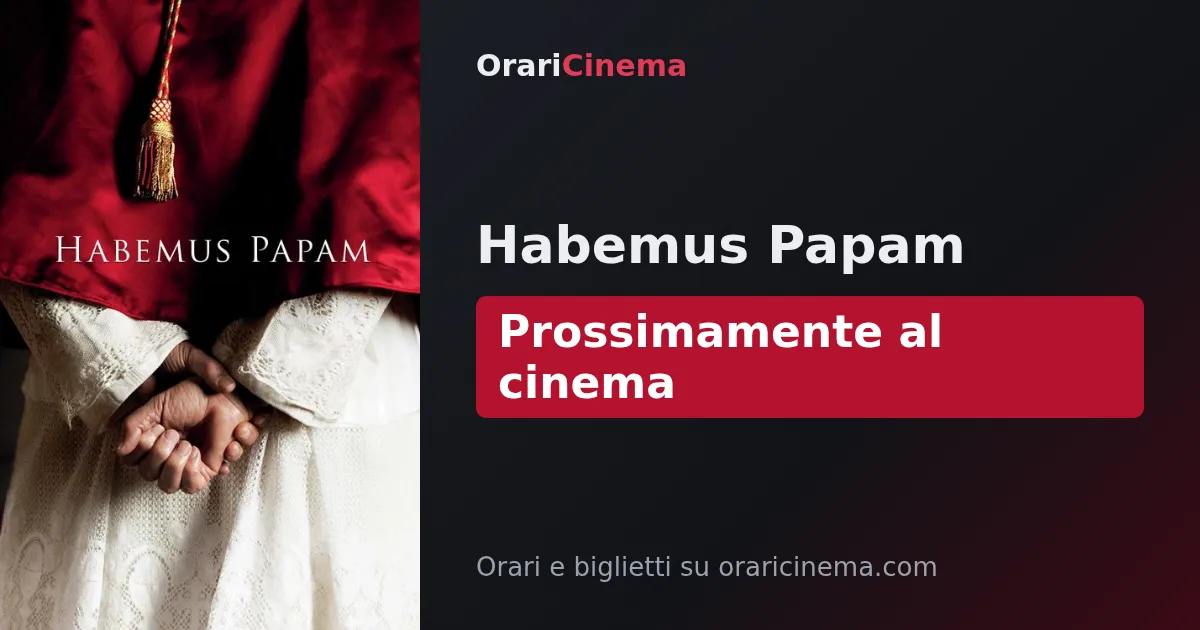 Habemus Papam
OrariCinema
Habemus Papam
Prossimamente al
cinema
Orari e biglietti su oraricinema.com